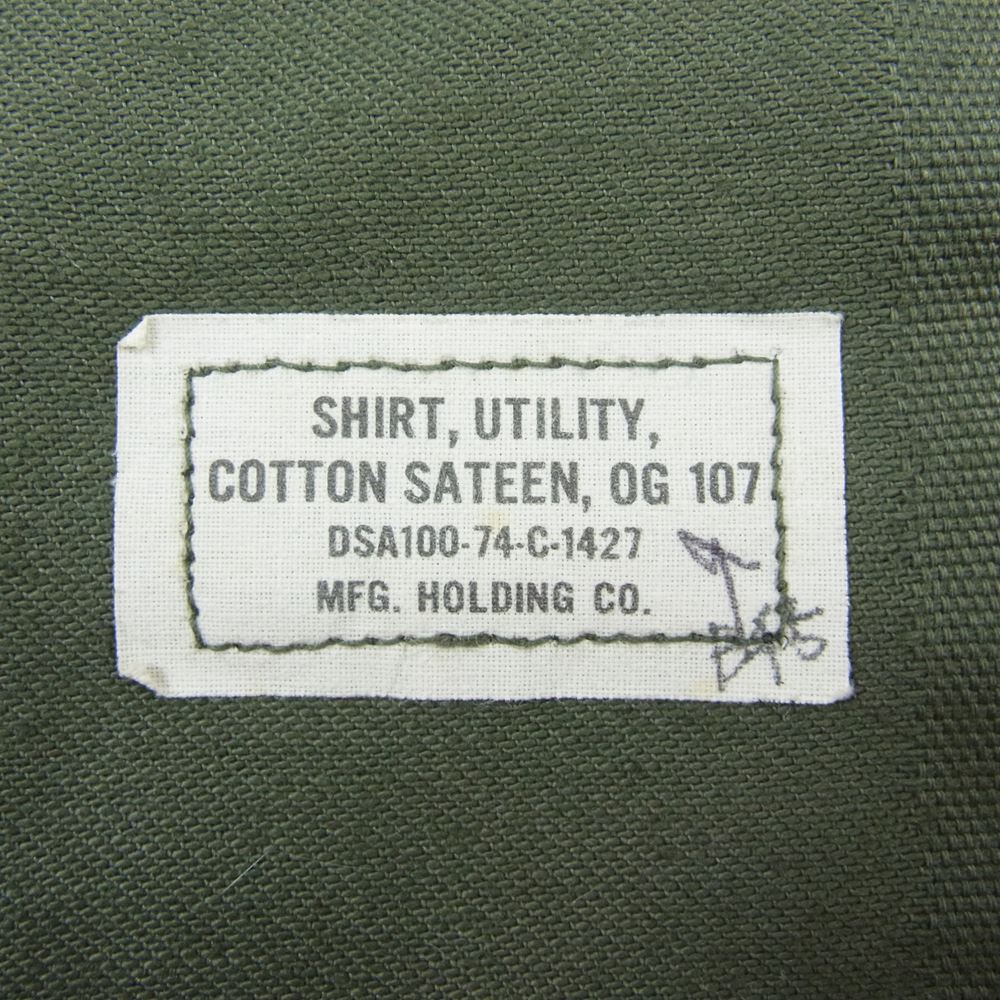 SHIRT, UTILITY,
COTTON SATEEN, OG 107
DSA100-74-C-1427
MFG. HOLDING CO.